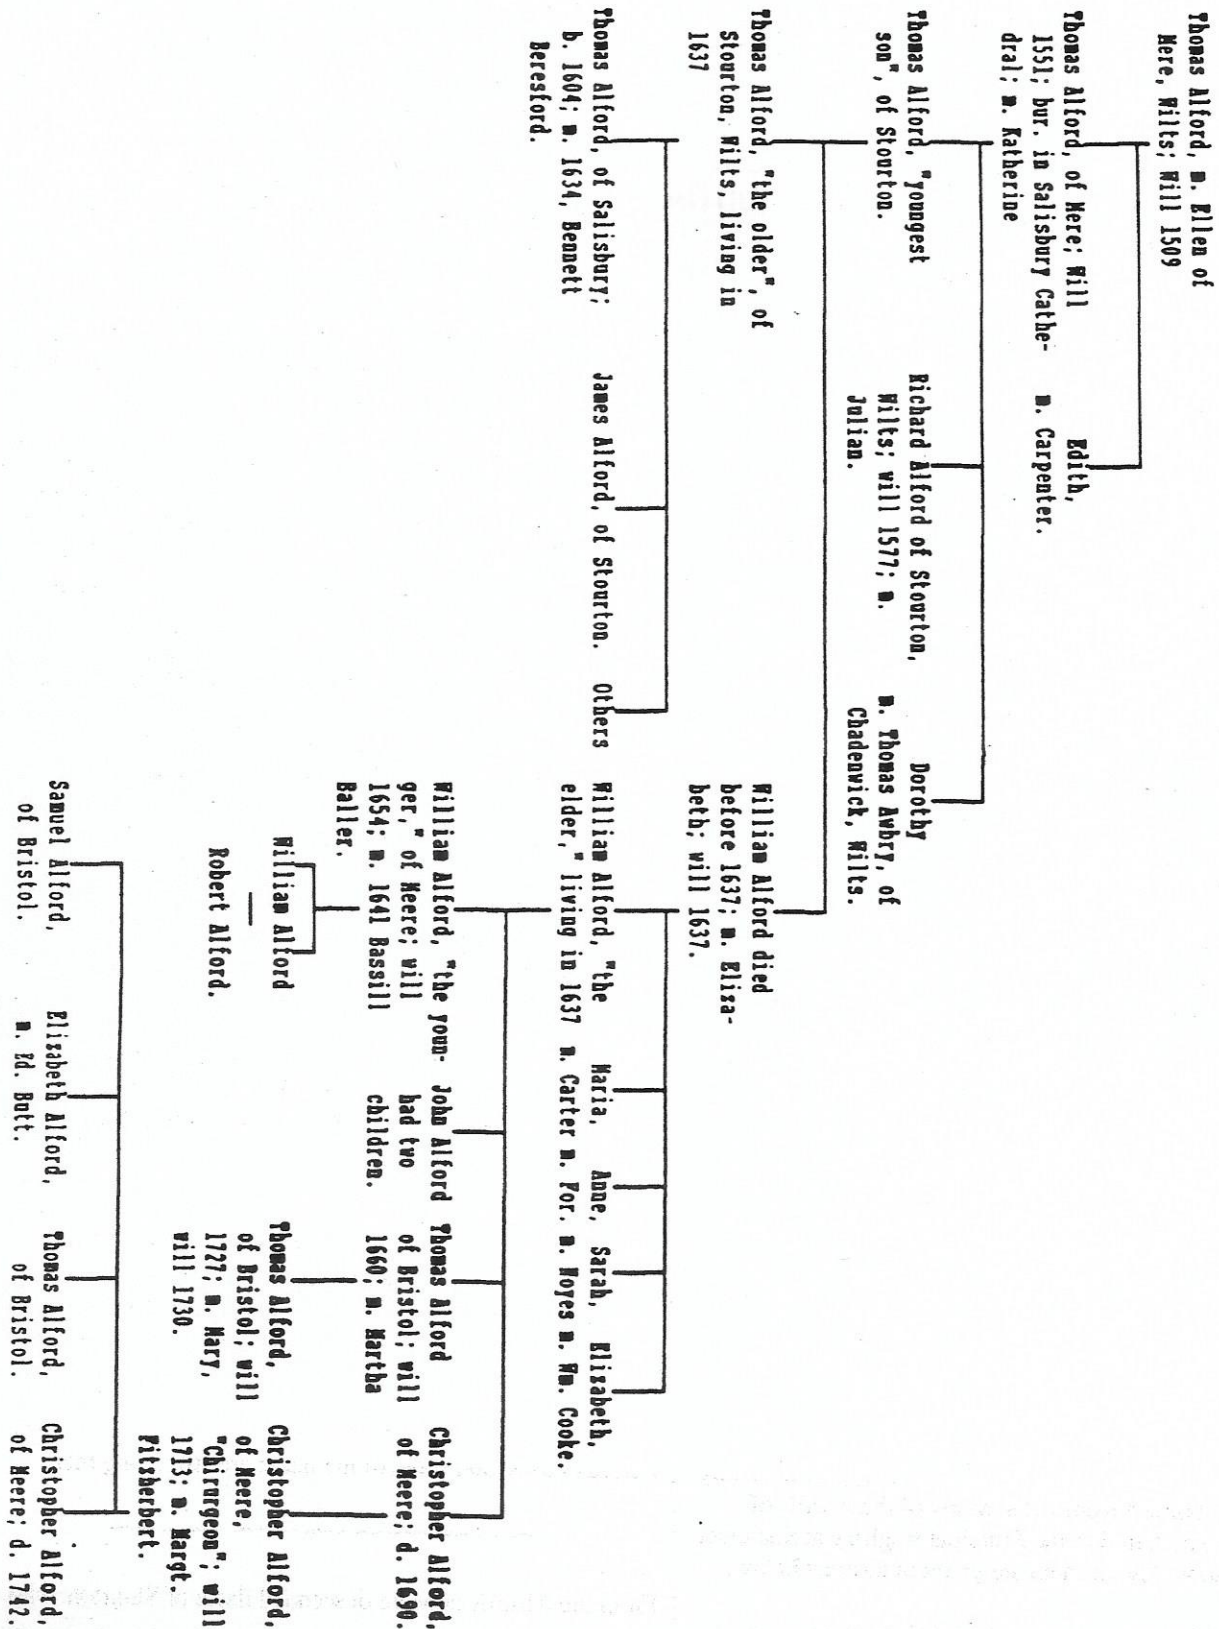 Thomas Alford, m. Ellen of
Mere, Wilts; Will 1509
Thomas Alford, of Mere; Will
1551; bur. in Salisbury Cathe-
dral; m. Katherine
Edith,
m. Carpenter.
Thomas Alford, "youngest
son", of Stourton.
Richard Alford of Stourton,
Wilts; will 1577; m.
Julian.
Dorothy
m. Thomas Awbry, of
Chadenwick, Wilts.
Thomas Alford, "the older", of
Stourton, Wilts, living in
1637
William Alford died
before 1637; m. Eliza-
beth; will 1637.
Thomas Alford, of Salisbury;
b. 1604; m. 1634, Bennett
Beresford.
James Alford, of Stourton.
Others
William Alford, "the
elder," living in 1637
Maria,
m. Carter
Anne,
m. For.
Sarah,
m. Noyes
Elizabeth,
m. Wm. Cooke.
William Alford, "the youn-
ger," of Meere; will
1654; m. 1641 Bassill
Baller.
John Alford
had two
children.
Thomas Alford
of Bristol; will
1660; m. Martha
Christopher Alford,
of Meere; d. 1690.
William Alford
Robert Alford.
Thomas Alford,
of Bristol; will
1727; m. Mary,
will 1730.
Christopher Alford,
of Meere,
"Chirurgeon"; will
1713; m. Margt.
Fitzherbert.
Samuel Alford,
of Bristol.
Elizabeth Alford,
m. Ed. Butt.
Thomas Alford,
of Bristol.
Christopher Alford,
of Meere; d. 1742.